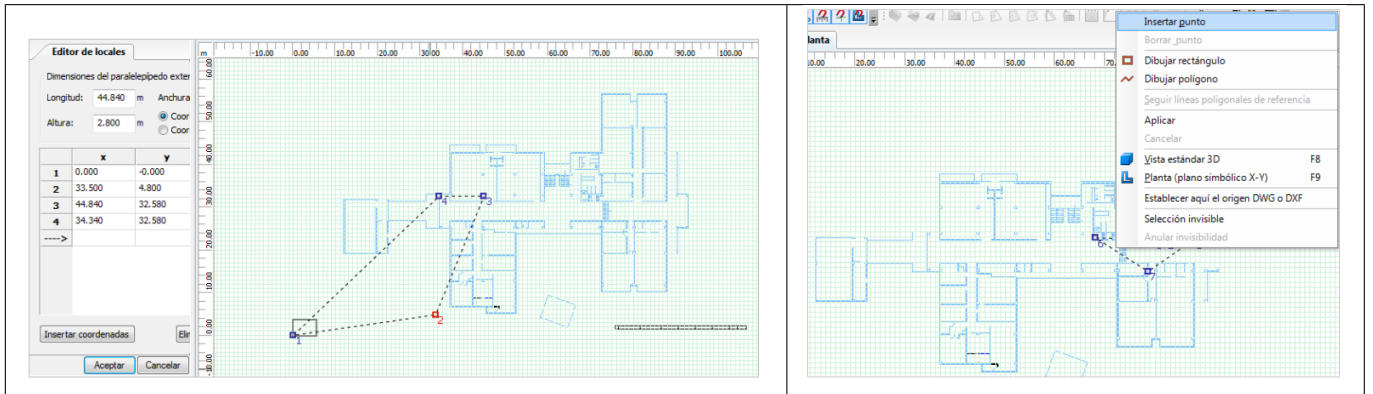 Editor de locales
Dimensiones del paralelepípedo exter
Longitud: 44.840 m Anchura
Altura: 2.800 m Coor
Coor
x y
1 0.000 -0.000
2 33.500 4.800
3 44.840 32.580
4 34.340 32.580
---->
Insertar coordenadas Elir
Aceptar Cancelar
m -10.00 0.00 10.00 20.00 30.00 40.00 50.00 60.00 70.00 80.00 90.00 100.00
60.00
50.00
40.00
30.00
20.00
10.00
0.00
-10.00
4 3
2
1
lanta
10.00 20.00 30.00 40.00 50.00 60.00 70.
6
Insertar punto
Borrar_punto
Dibujar rectángulo
Dibujar polígono
Seguir líneas poligonales de referencia
Aplicar
Cancelar
Vista estándar 3D F8
Planta (plano simbólico X-Y) F9
Establecer aquí el origen DWG o DXF
Selección invisible
Anular invisibilidad